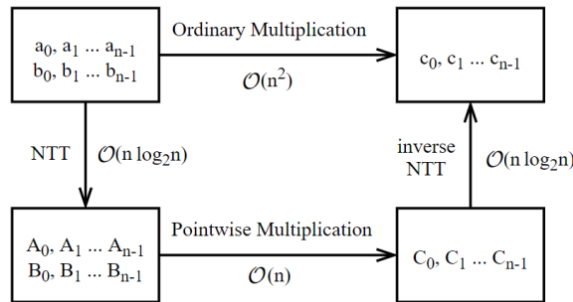 a₀, a₁ ... aₙ₋₁
b₀, b₁ ... bₙ₋₁
Ordinary Multiplication
𝒪(n²)
c₀, c₁ ... cₙ₋₁
NTT
𝒪(n log₂n)
inverse
NTT
𝒪(n log₂n)
A₀, A₁ ... Aₙ₋₁
B₀, B₁ ... Bₙ₋₁
Pointwise Multiplication
𝒪(n)
C₀, C₁ ... Cₙ₋₁